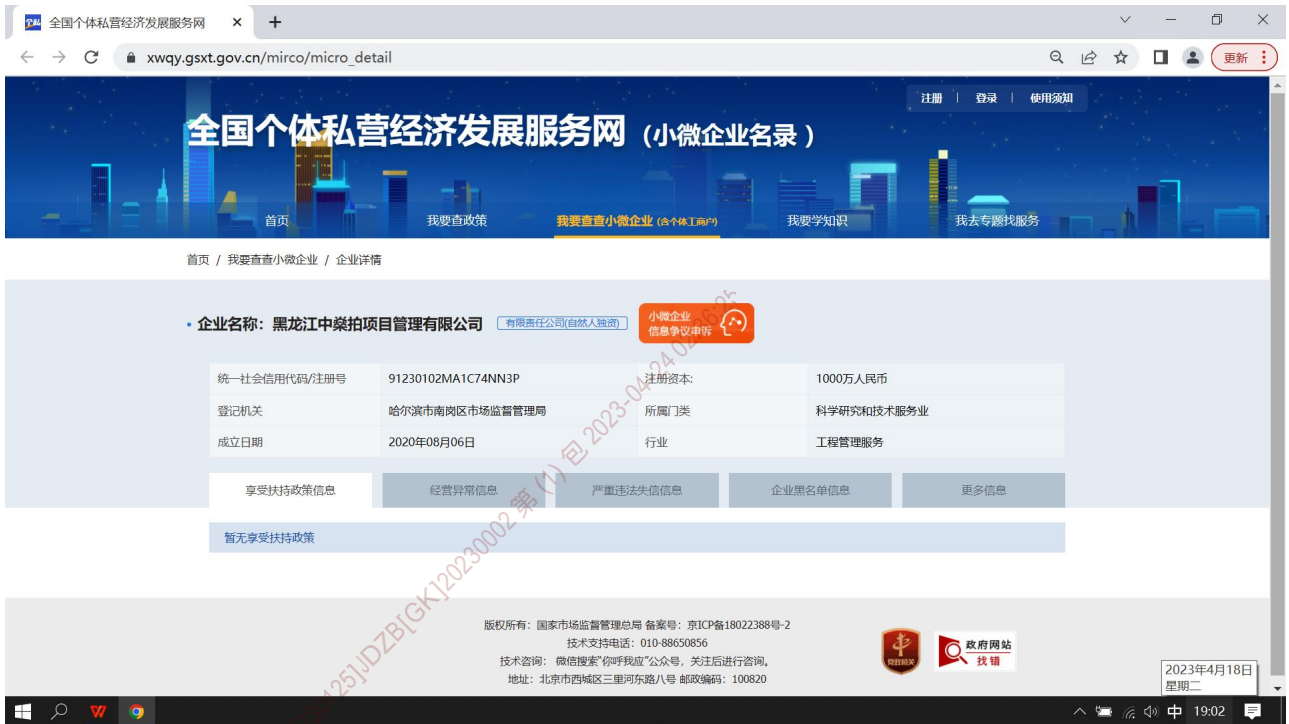 全国个体私营经济发展服务网
xwqy.gsxt.gov.cn/mirco/micro_detail
更新
注册 | 登录 | 使用须知
全国个体私营经济发展服务网（小微企业名录）
首页 我要查政策 我要查查小微企业 (含个体工商户) 我要学知识 我去专题找服务
首页 / 我要查查小微企业 / 企业详情
企业名称：黑龙江中燊拍项目管理有限公司 有限责任公司(自然人独资) 小微企业
信息争议申诉
统一社会信用代码/注册号 91230102MA1C74NN3P 注册资本: 1000万人民币
登记机关 哈尔滨市南岗区市场监督管理局 所属门类 科学研究和技术服务业
成立日期 2020年08月06日 行业 工程管理服务
享受扶持政策信息 经营异常信息 严重违法失信信息 企业黑名单信息 更多信息
暂无享受扶持政策
版权所有：国家市场监督管理总局 备案号：京ICP备18022388号-2
技术支持电话：010-88650856
技术咨询： 微信搜索“你呼我应”公众号，关注后进行咨询。
地址：北京市西城区三里河东路八号 邮政编码：100820
党政机关
政府网站
找错
2023年4月18日
星期二
中 19:02
125]JDZB[GK]20230002 第 (1) 包 2023-04-24 02:36:25